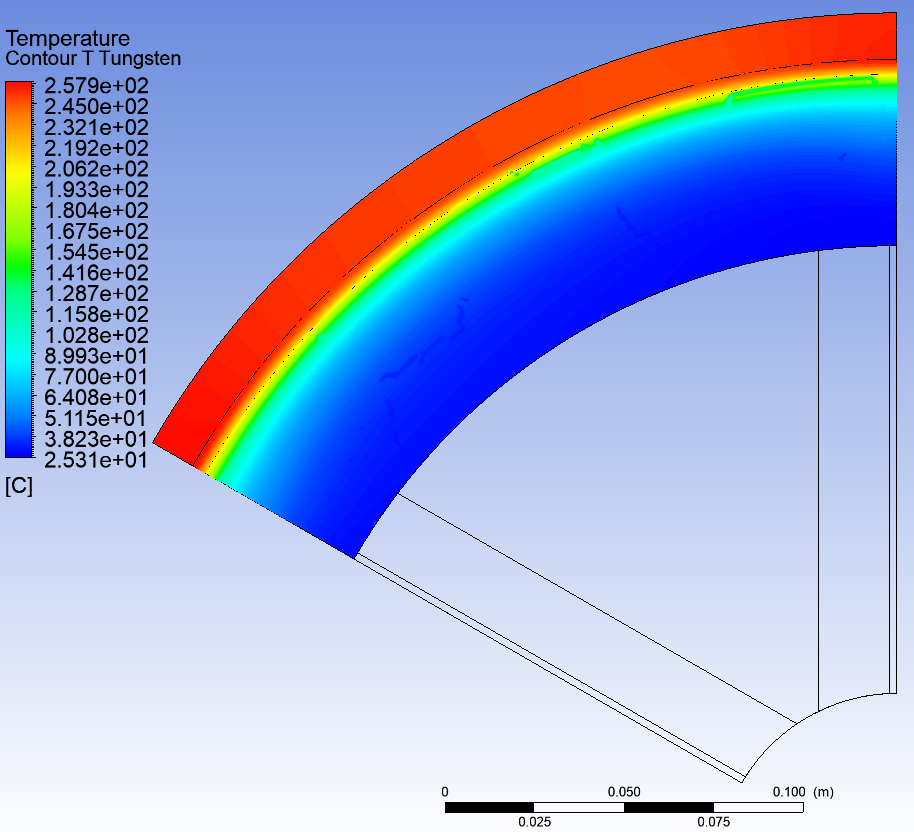 Temperature
Contour T Tungsten
2.579e+02
2.450e+02
2.321e+02
2.192e+02
2.062e+02
1.933e+02
1.804e+02
1.675e+02
1.545e+02
1.416e+02
1.287e+02
1.158e+02
1.028e+02
8.993e+01
7.700e+01
6.408e+01
5.115e+01
3.823e+01
2.531e+01
[C]
0 0.050 0.100 (m)
0.025 0.075